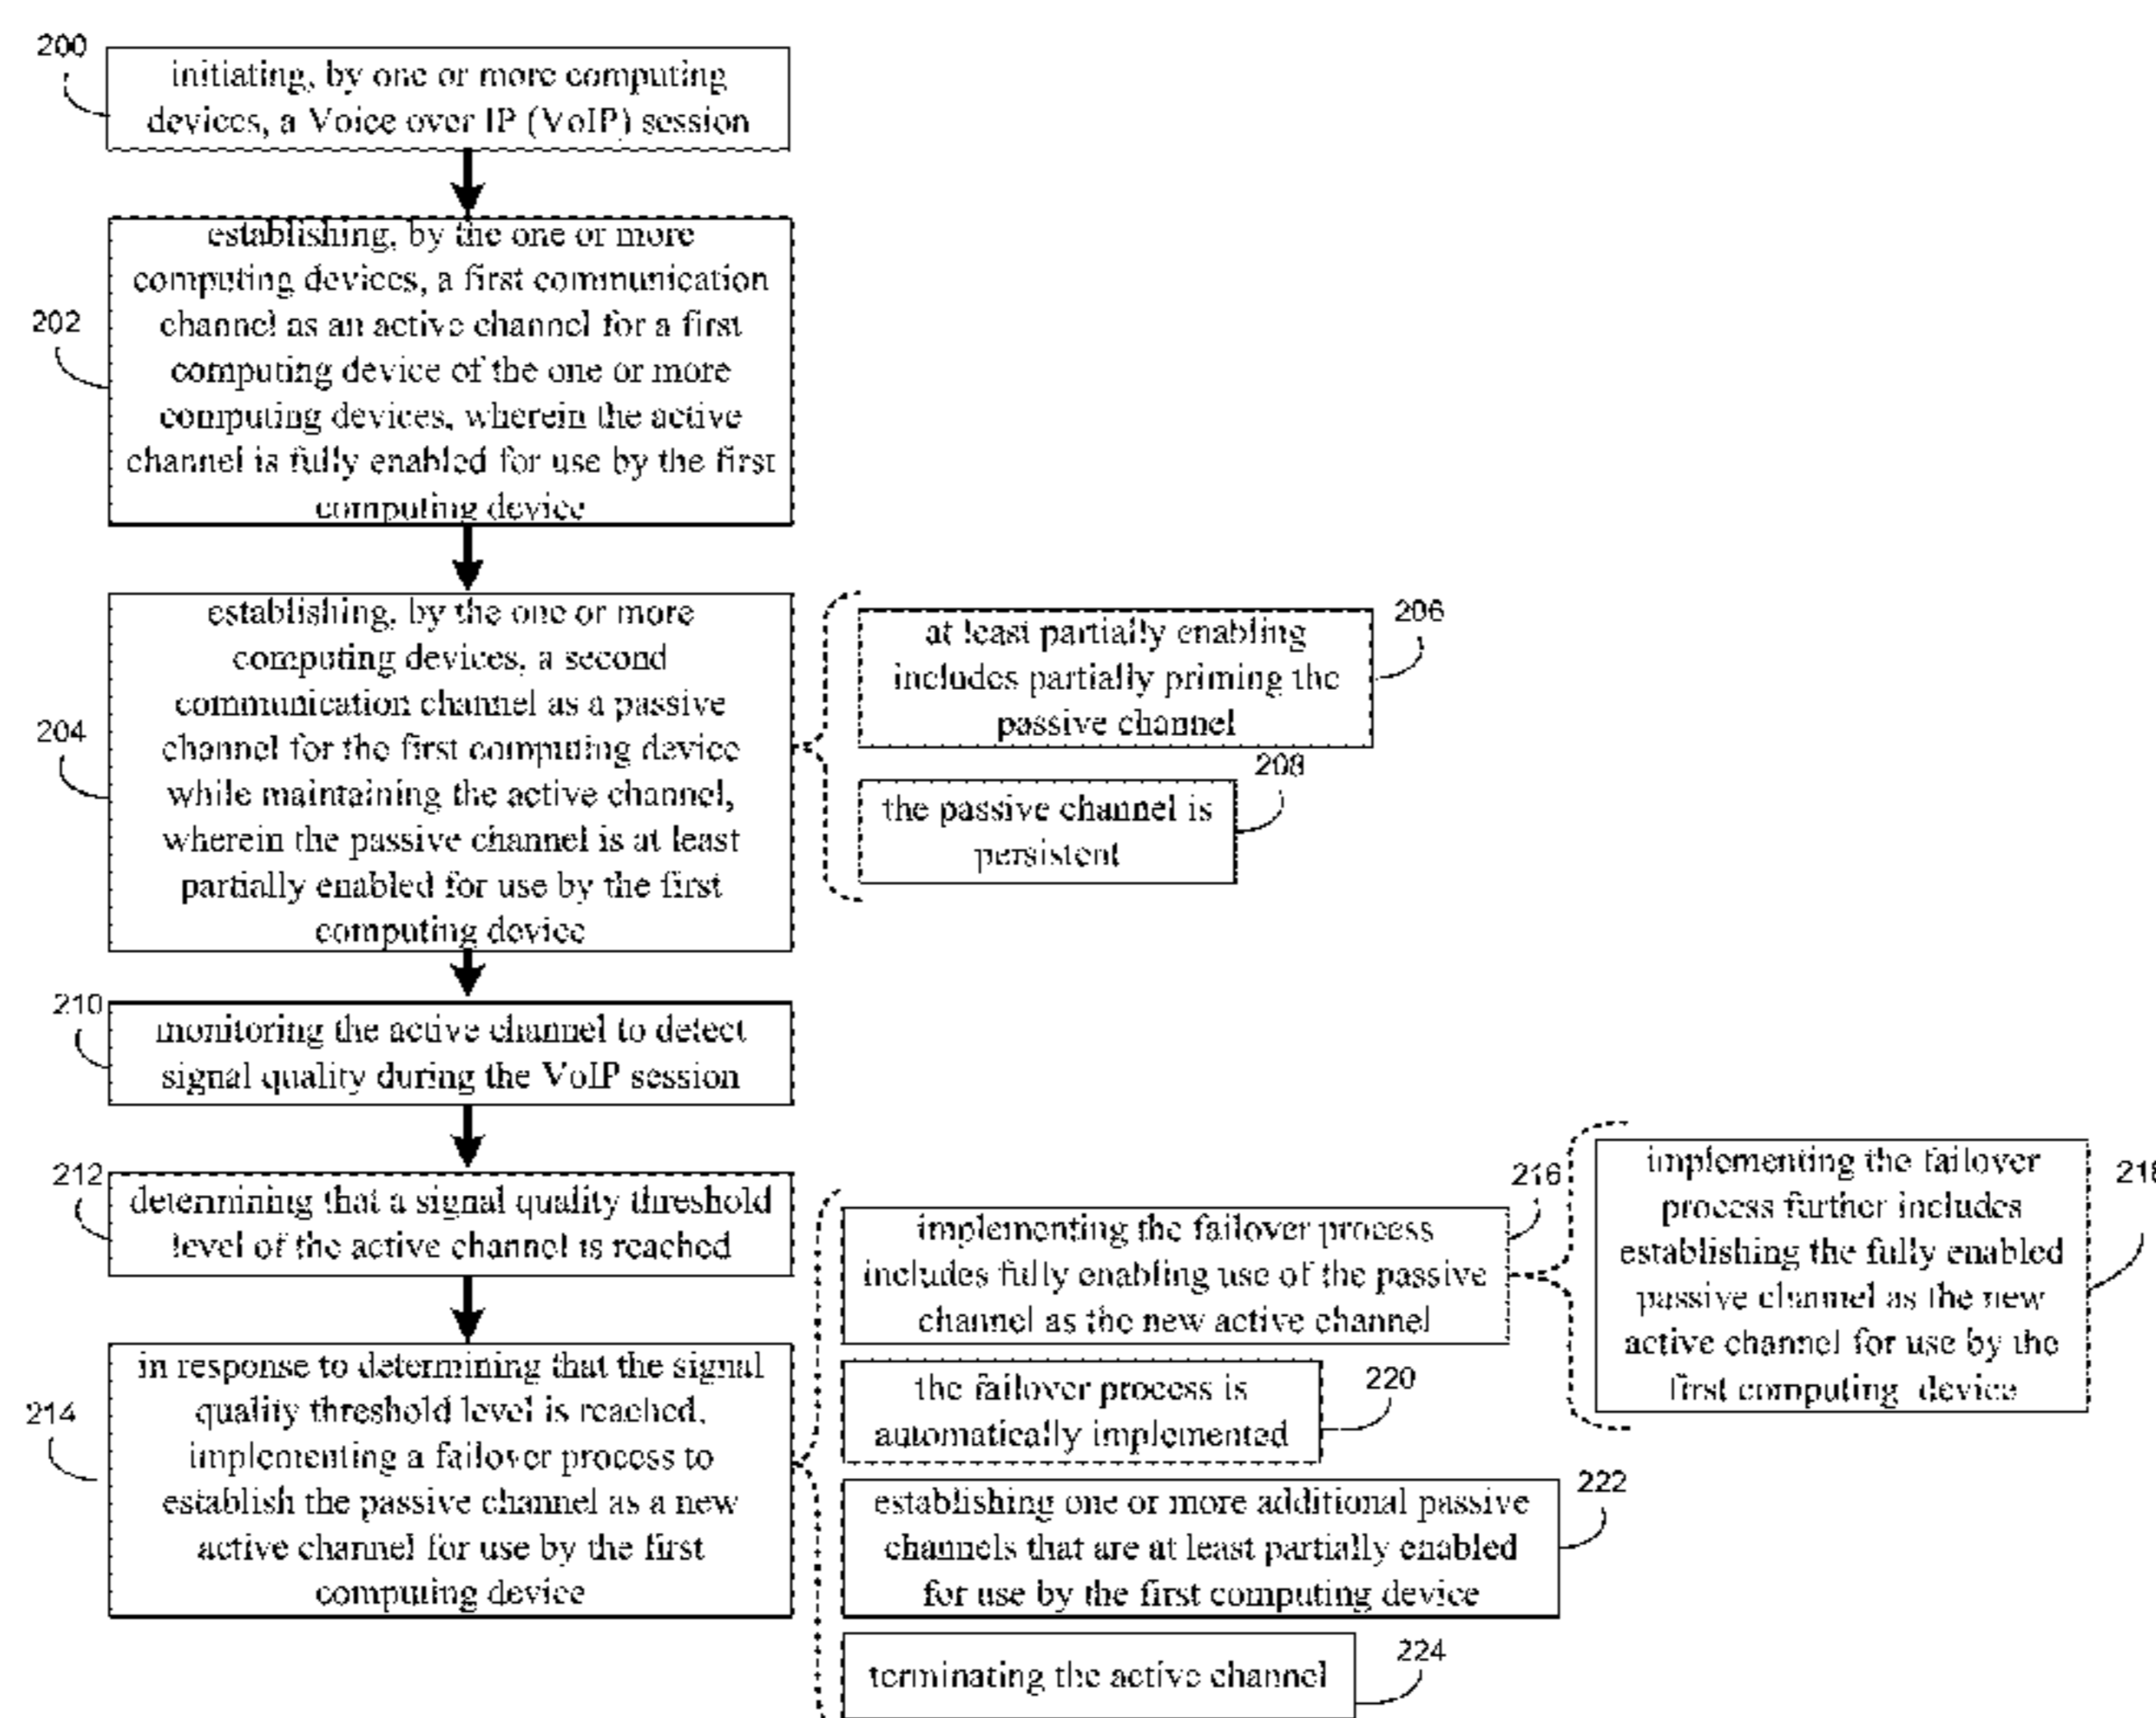 200
initiating, by one or more computing
devices, a Voice over IP (VoIP) session
202
establishing, by the one or more
computing devices, a first communication
channel as an active channel for a first
computing device of the one or more
computing devices, wherein the active
channel is fully enabled for use by the first
computing device
204
establishing, by the one or more
computing devices, a second
communication channel as a passive
channel for the first computing device
while maintaining the active channel,
wherein the passive channel is at least
partially enabled for use by the first
computing device
206
at least partially enabling
includes partially priming the
passive channel
208
the passive channel is
persistent
210
monitoring the active channel to detect
signal quality during the VoIP session
212
determining that a signal quality threshold
level of the active channel is reached
214
in response to determining that the signal
quality threshold level is reached,
implementing a failover process to
establish the passive channel as a new
active channel for use by the first
computing device
216
implementing the failover process
includes fully enabling use of the passive
channel as the new active channel
218
implementing the failover
process further includes
establishing the fully enabled
passive channel as the new
active channel for use by the
first computing device
220
the failover process is
automatically implemented
222
establishing one or more additional passive
channels that are at least partially enabled
for use by the first computing device
224
terminating the active channel